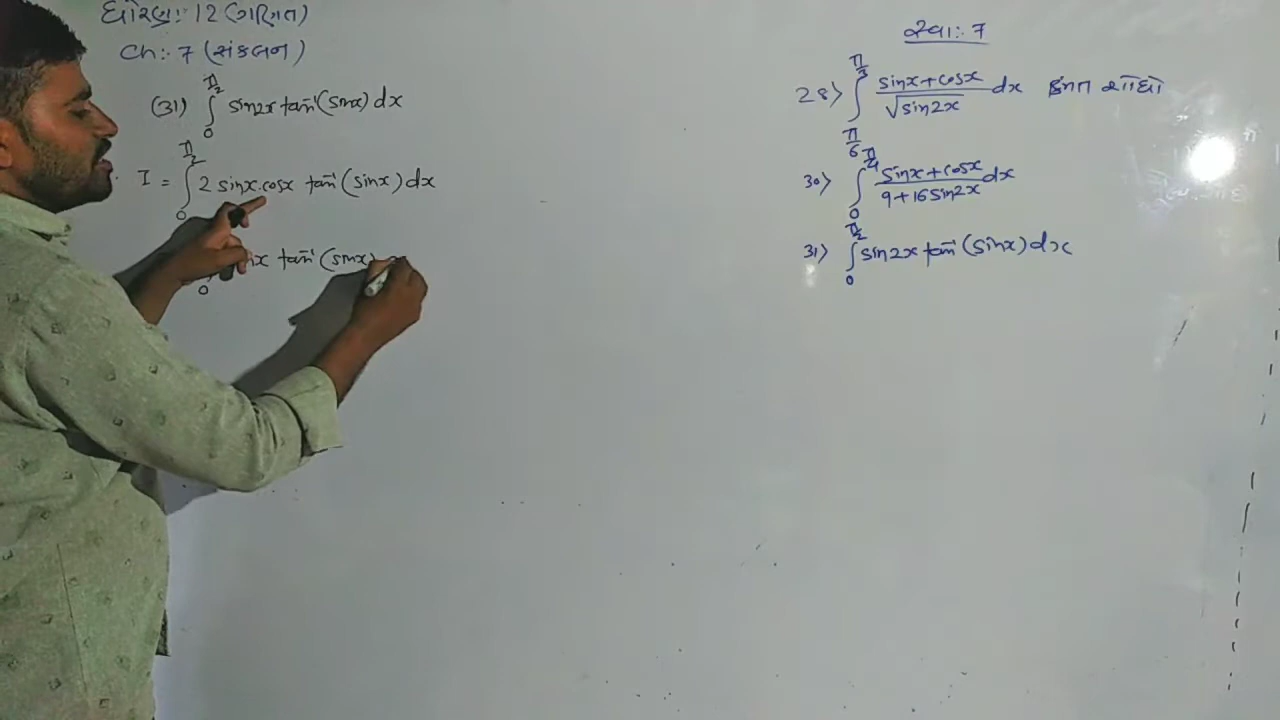 ધોરણ: 12 (ગણિત)
Ch: 7 (સંકલન)
(31) ∫₀^{π/2} sin2x tan⁻¹(sinx) dx
I = ∫₀^{π/2} 2 sinx.cosx tan⁻¹(sinx) dx
0 tan⁻¹(sinx)
સ્વા: 7
28) ∫_{π/6}^{π/3} (sinx+cosx)/√sin2x dx
30) ∫₀^{π/4} (sinx+cosx)/(9+16sin2x) dx
31) ∫₀^{π/2} sin2x tan⁻¹(sinx) dx